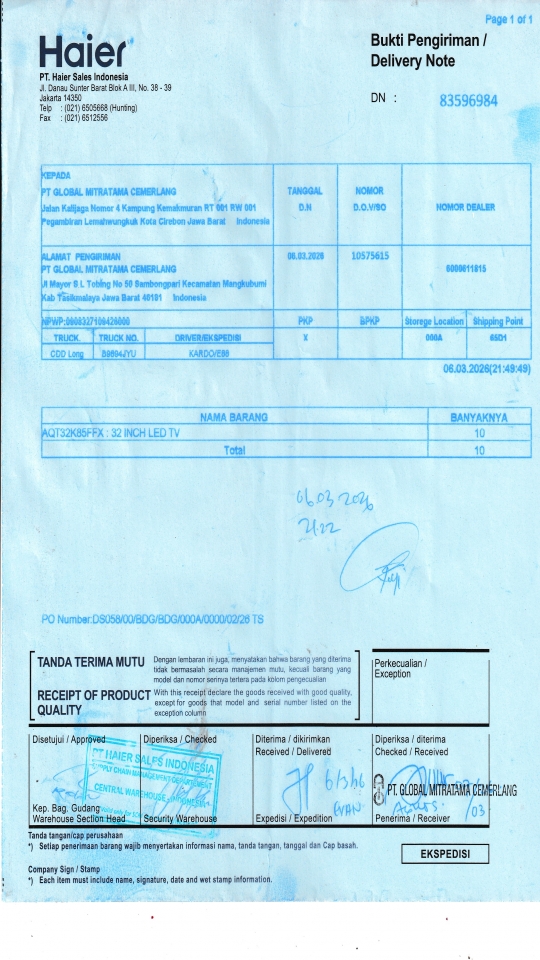 Page 1 of 1
Haier
Bukti Pengiriman /
Delivery Note
PT. Haier Sales Indonesia
Jl. Danau Sunter Barat Blok A III, No. 38 - 39
Jakarta 14350
Telp : (021) 6505668 (Hunting)
Fax : (021) 6512556
DN : 83596984
KEPADA
PT GLOBAL MITRATAMA CEMERLANG
Jalan Kalijaga Nomor 4 Kampung Kemakmuran RT 001 RW 001
Pegambiran Lemahwungkuk Kota Cirebon Jawa Barat Indonesia
TANGGAL
D.N
NOMOR
D.O.V/SO
NOMOR DEALER
ALAMAT PENGIRIMAN
PT GLOBAL MITRATAMA CEMERLANG
Jl Mayor S L Tobing No 50 Sambongpari Kecamatan Mangkubumi
Kab Tasikmalaya Jawa Barat 40181 Indonesia
06.03.2026
10575615
6009611815
PKP BPKP Storege Location Shipping Point
TRUCK. TRUCK NO. DRIVER/EKSPEDISI X 000A 65D1
CDD Long
06.03.2026(21:49:49)
NAMA BARANG BANYAKNYA
AQT32K85FFX : 32 INCH LED TV 10
Total 10
06.03 2026
21.22
PO Number:DS058/00/BDG/BDG/000A/0000/02/26 TS
TANDA TERIMA MUTU
Dengan lembaran ini juga, menyatakan bahwa barang yang diterima
tidak bermasalah secara manajemen mutu, kecuali barang yang
model dan nomor serinya tertera pada kolom pengecualian
RECEIPT OF PRODUCT
QUALITY
With this receipt declare the goods received with good quality,
except for goods that model and serial number listed on the
exception column
Perkecualian /
Exception
Disetujui / Approved
Diperiksa / Checked
Diterima / dikirimkan
Received / Delivered
Diperiksa / diterima
Checked / Received
PT HAIER SALES INDONESIA
SUPPLY CHAIN MANAGEMENT DEPARTMENT
CENTRAL WAREHOUSE - INDONESIA
6/3/26
EVAN
PT. GLOBAL MITRATAMA CEMERLANG
Kep. Bag. Gudang
Warehouse Section Head
Security Warehouse
Expedisi / Expedition
Penerima / Receiver
Tanda tangan/cap perusahaan
*) Setiap penerimaan barang wajib menyertakan informasi nama, tanda tangan, tanggal dan Cap basah.
EKSPEDISI
Company Sign / Stamp
*) Each item must include name, signature, date and wet stamp information.